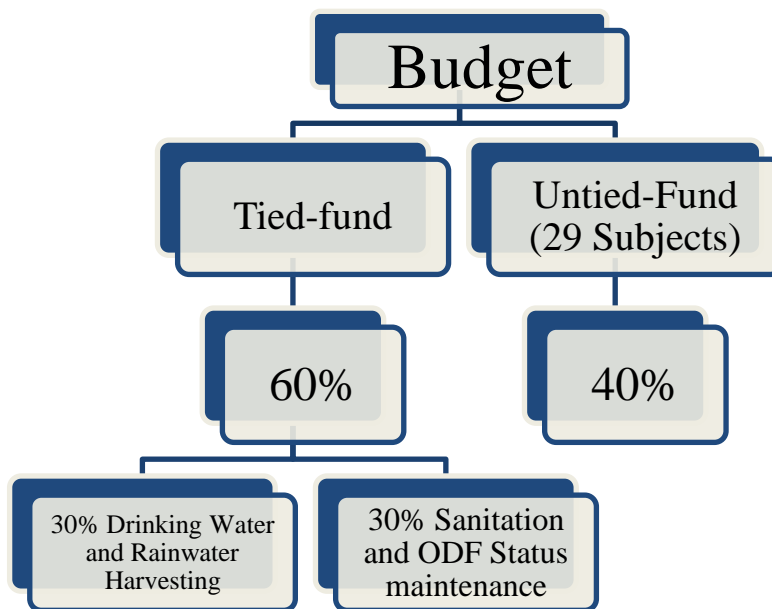 Budget
Tied-fund
Untied-Fund
(29 Subjects)
60%
40%
30% Drinking Water
and Rainwater
Harvesting
30% Sanitation
and ODF Status
maintenance